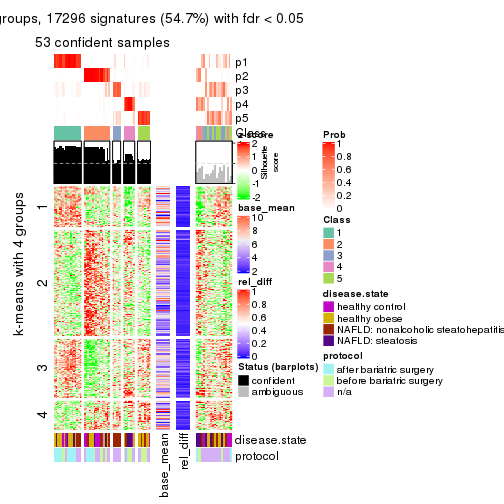 groups, 17296 signatures (54.7%) with fdr < 0.05
53 confident samples
p1
p2
p3
p4
p5
Class
z-score
2
1
0
-1
-2
Silhouette
score
base_mean
10
8
6
4
2
rel_diff
1
0.8
0.6
0.4
0.2
0
Status (barplots)
confident
ambiguous
Prob
1
0.8
0.6
0.4
0.2
0
Class
1
2
3
4
5
disease.state
healthy control
healthy obese
NAFLD: nonalcoholic steatohepatitis
NAFLD: steatosis
protocol
after bariatric surgery
before bariatric surgery
n/a
k-means with 4 groups
1
2
3
4
disease.state
protocol
base_mean
rel_diff